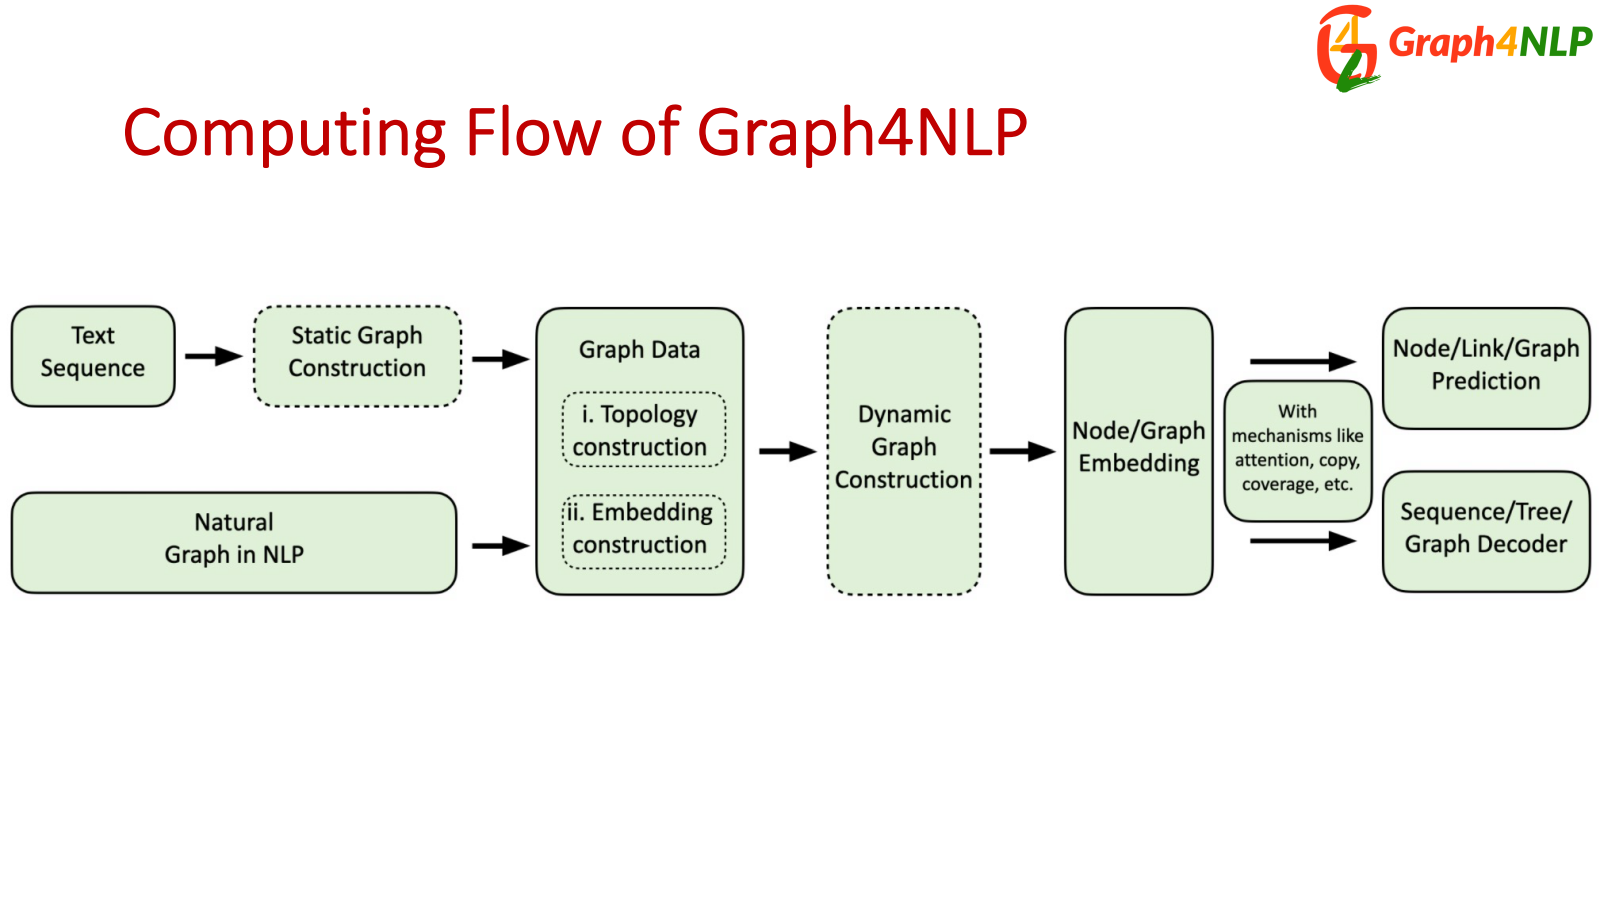 Graph4NLP
Computing Flow of Graph4NLP
Text
Sequence
Static Graph
Construction
Natural
Graph in NLP
Graph Data
i. Topology
construction
ii. Embedding
construction
Dynamic
Graph
Construction
Node/Graph
Embedding
With
mechanisms like
attention, copy,
coverage, etc.
Node/Link/Graph
Prediction
Sequence/Tree/
Graph Decoder